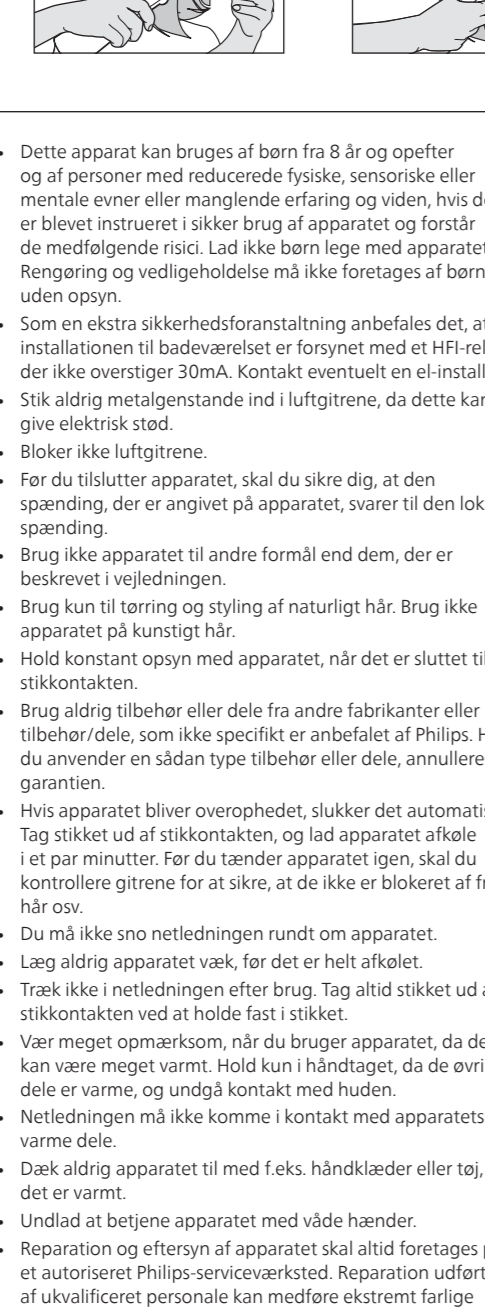 • Dette apparat kan bruges af børn fra 8 år og opefter
og af personer med reducerede fysiske, sensoriske eller
mentale evner eller manglende erfaring og viden, hvis
er blevet instrueret i sikker brug af apparatet og forstår
de medfølgende risici. Lad ikke børn lege med apparatet
Rengøring og vedligeholdelse må ikke foretages af børn
uden opsyn.
• Som en ekstra sikkerhedsforanstaltning anbefales det,
installationen til badeværelset er forsynet med et
der ikke overstiger 30mA. Kontakt eventuelt en
• Stik aldrig metalgenstande ind i luftgitrene, da dette kan
give elektrisk stød.
• Bloker ikke luftgitrene.
• Før du tilslutter apparatet, skal du sikre dig, at den
spænding, der er angivet på apparatet, svarer til den
spænding.
• Brug ikke apparatet til andre formål end dem, der er
beskrevet i vejledningen.
• Brug kun til tørring og styling af naturligt hår. Brug ikke
apparatet på kunstigt hår.
• Hold konstant opsyn med apparatet, når det er sluttet til
stikkontakten.
• Brug aldrig tilbehør eller dele fra andre fabrikanter eller
tilbehør/dele, som ikke specifikt er anbefalet af Philips.
du anvender en sådan type tilbehør eller dele,
garantien.
• Hvis apparatet bliver overophedet, slukker det
Tag stikket ud af stikkontakten, og lad apparatet afkøle
i et par minutter. Før du tænder apparatet igen, skal du
kontrollere gitrene for at sikre, at de ikke er blokeret af
hår osv.
• Du må ikke sno netledningen rundt om apparatet.
• Læg aldrig apparatet væk, før det er helt afkølet.
• Træk ikke i netledningen efter brug. Tag altid stikket ud
stikkontakten ved at holde fast i stikket.
• Vær meget opmærksom, når du bruger apparatet, da
kan være meget varmt. Hold kun i håndtaget, da de
dele er varme, og undgå kontakt med huden.
• Netledningen må ikke komme i kontakt med apparatets
varme dele.
• Dæk aldrig apparatet til med f.eks. håndklæder eller tøj,
det er varmt.
• Undlad at betjene apparatet med våde hænder.
• Reparation og eftersyn af apparatet skal altid foretages
et autoriseret Philips-serviceværksted. Reparation udført
af ukvalificeret personale kan medføre ekstremt farlige